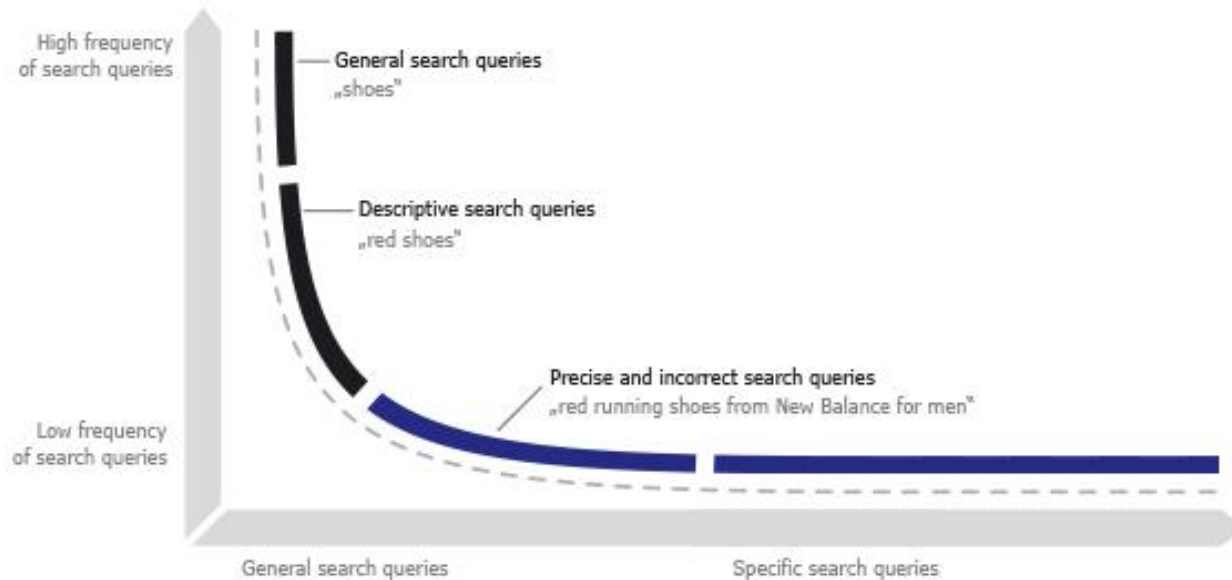 High frequency
of search queries
General search queries
„shoes“
Descriptive search queries
„red shoes“
Precise and incorrect search queries
„red running shoes from New Balance for men“
Low frequency
of search queries
General search queries
Specific search queries